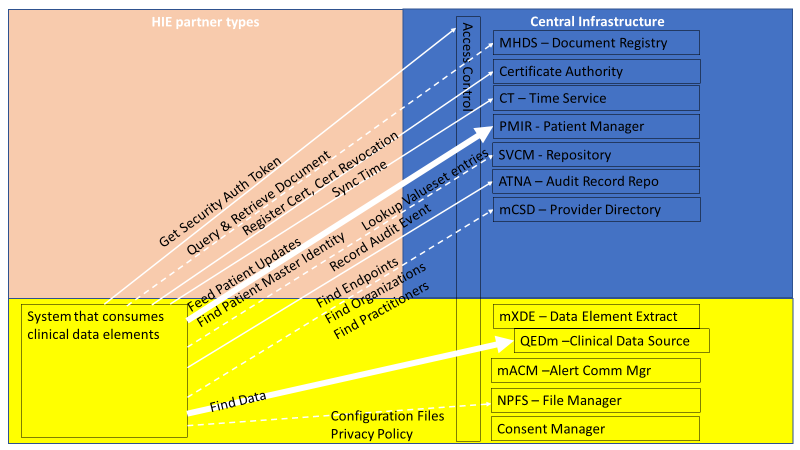 HIE partner types
Central Infrastructure
Access Control
MHDS – Document Registry
Certificate Authority
CT – Time Service
PMIR - Patient Manager
SVCM - Repository
ATNA – Audit Record Repo
mCSD – Provider Directory
Get Security Auth Token
Query & Retrieve Document
Register Cert, Cert Revocation
Sync Time
Feed Patient Updates
Find Patient Master Identity
Lookup Valueset entries
Record Audit Event
Find Endpoints
Find Organizations
Find Practitioners
System that consumes
clinical data elements
mXDE – Data Element Extract
QEDm –Clinical Data Source
mACM –Alert Comm Mgr
NPFS – File Manager
Consent Manager
Find Data
Configuration Files
Privacy Policy